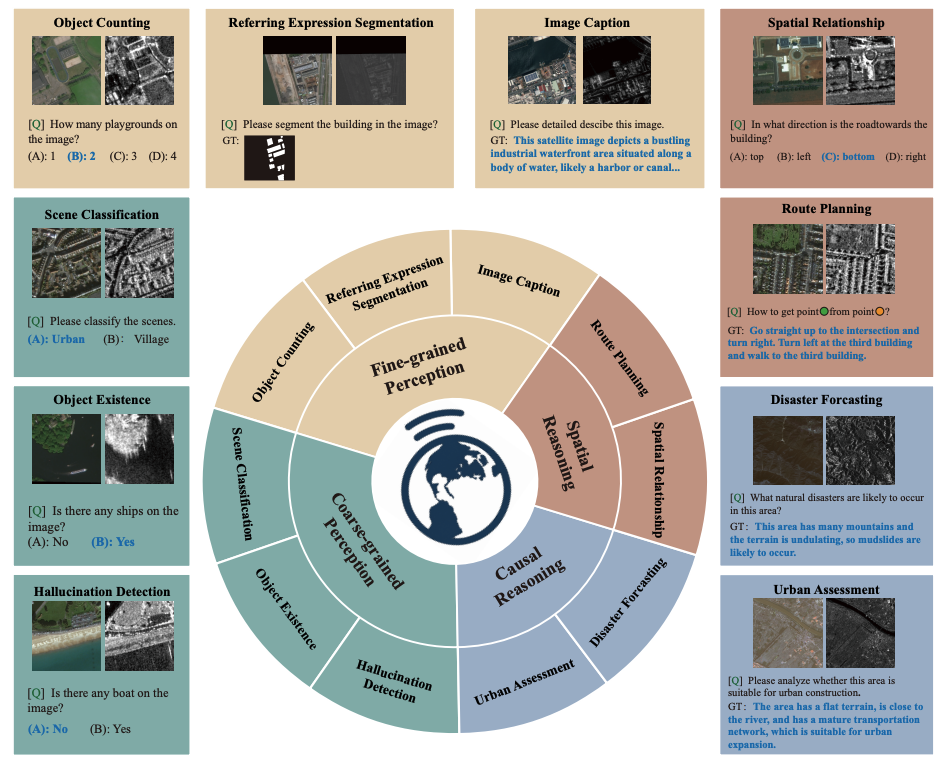 Object Counting
[Q] How many playgrounds on
the image?
(A): 1 (B): 2 (C): 3 (D): 4
Referring Expression Segmentation
[Q] Please segment the building in the image?
GT:
Image Caption
[Q] Please detailed descibe this image.
GT: This satellite image depicts a bustling
industrial waterfront area situated along a
body of water, likely a harbor or canal...
Spatial Relationship
[Q] In what direction is the roadtowards the
building?
(A): top (B): left (C): bottom (D): right
Scene Classification
[Q] Please classify the scenes.
(A): Urban (B): Village
Route Planning
[Q] How to get point from point ?
GT: Go straight up to the intersection and
turn right. Turn left at the third building
and walk to the third building.
Object Existence
[Q] Is there any ships on the
image?
(A): No (B): Yes
Disaster Forcasting
[Q] What natural disasters are likely to occur
in this area?
GT: This area has many mountains and
the terrain is undulating, so mudslides are
likely to occur.
Hallucination Detection
[Q] Is there any boat on the
image?
(A): No (B): Yes
Urban Assessment
[Q] Please analyze whether this area is
suitable for urban construction.
GT: The area has a flat terrain, is close to
the river, and has a mature transportation
network, which is suitable for urban
expansion.
Object Counting
Referring Expression
Segmentation
Image Caption
Route Planning
Spatial Relationship
Disaster Forcasting
Urban Assessment
Hallucination
Detection
Object Existence
Scene Classification
Fine-grained
Perception
Spatial
Reasoning
Causal
Reasoning
Coarse-grained
Perception